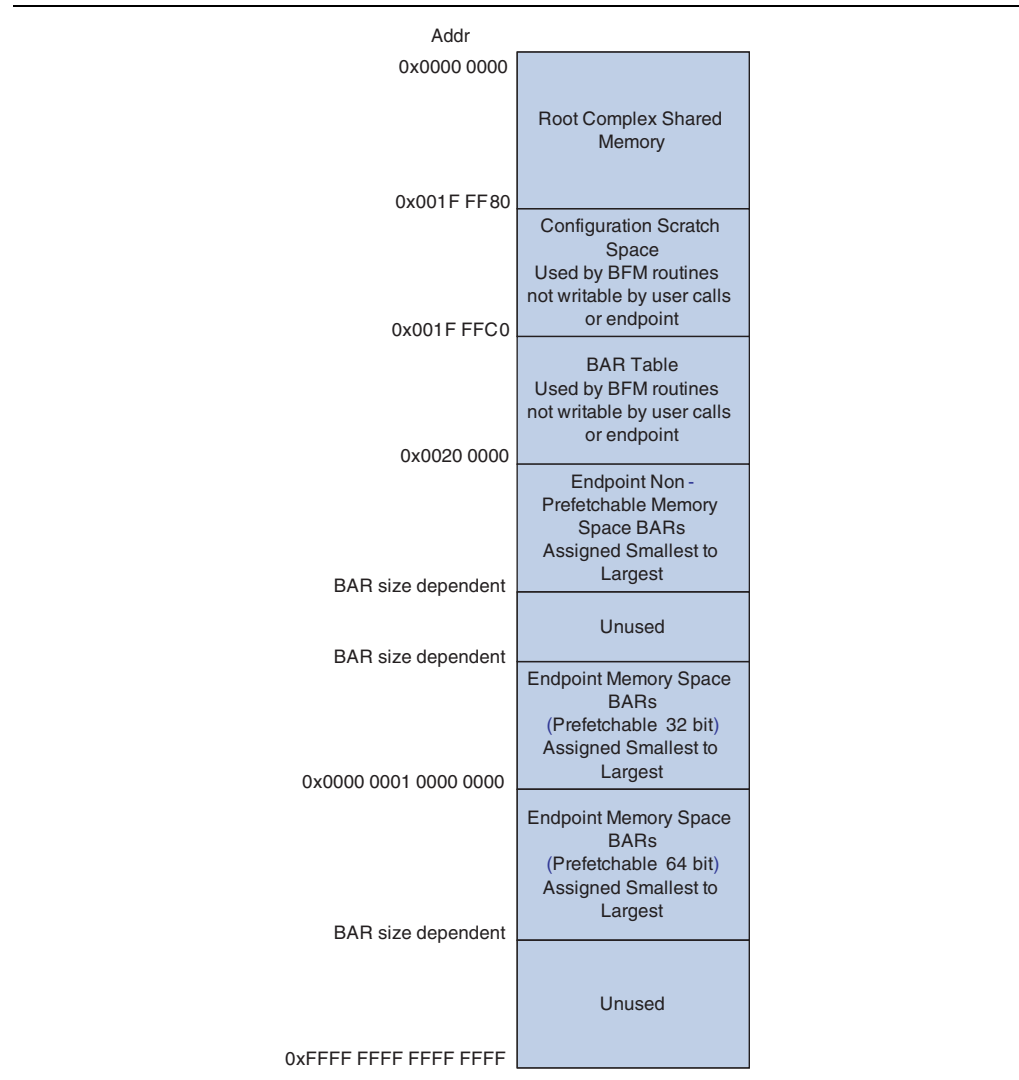 Addr
0x0000 0000
Root Complex Shared
Memory
0x001F FF80
Configuration Scratch
Space
Used by BFM routines
not writable by user calls
or endpoint
0x001F FFC0
BAR Table
Used by BFM routines
not writable by user calls
or endpoint
0x0020 0000
Endpoint Non -
Prefetchable Memory
Space BARs
Assigned Smallest to
Largest
BAR size dependent
Unused
BAR size dependent
Endpoint Memory Space
BARs
(Prefetchable 32 bit)
Assigned Smallest to
Largest
0x0000 0001 0000 0000
Endpoint Memory Space
BARs
(Prefetchable 64 bit)
Assigned Smallest to
Largest
BAR size dependent
Unused
0xFFFF FFFF FFFF FFFF